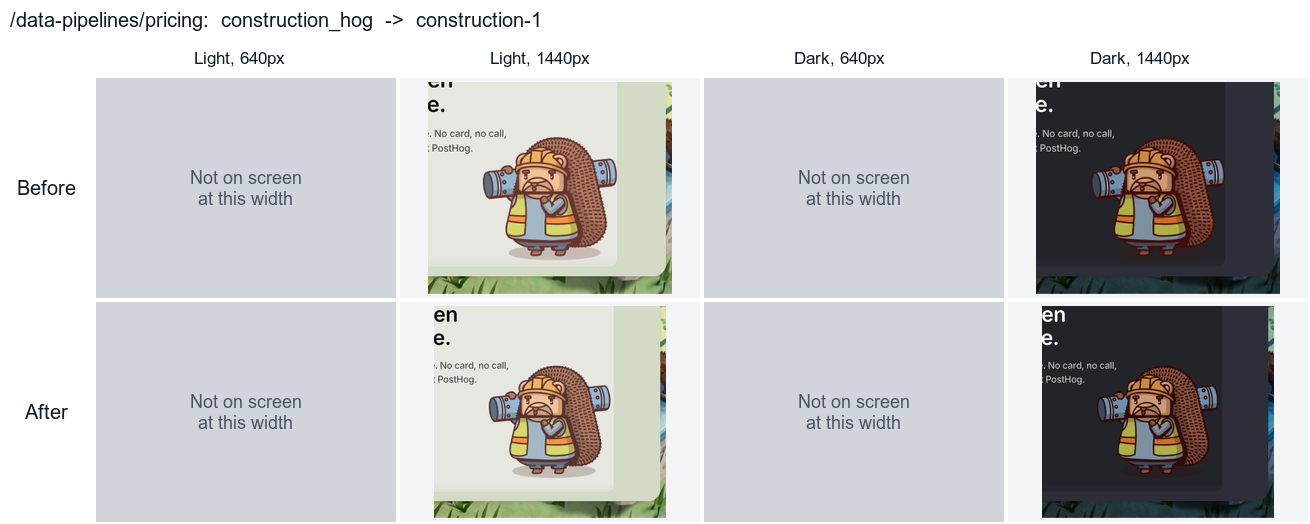 /data-pipelines/pricing: construction_hog -> construction-1
Light, 640px
Light, 1440px
Dark, 640px
Dark, 1440px
Before
Not on screen
at this width
en
e.
e. No card, no call,
t PostHog.
Not on screen
at this width
en
e.
e. No card, no call,
t PostHog.
After
Not on screen
at this width
en
e.
e. No card, no call,
t PostHog.
Not on screen
at this width
en
e.
e. No card, no call,
t PostHog.